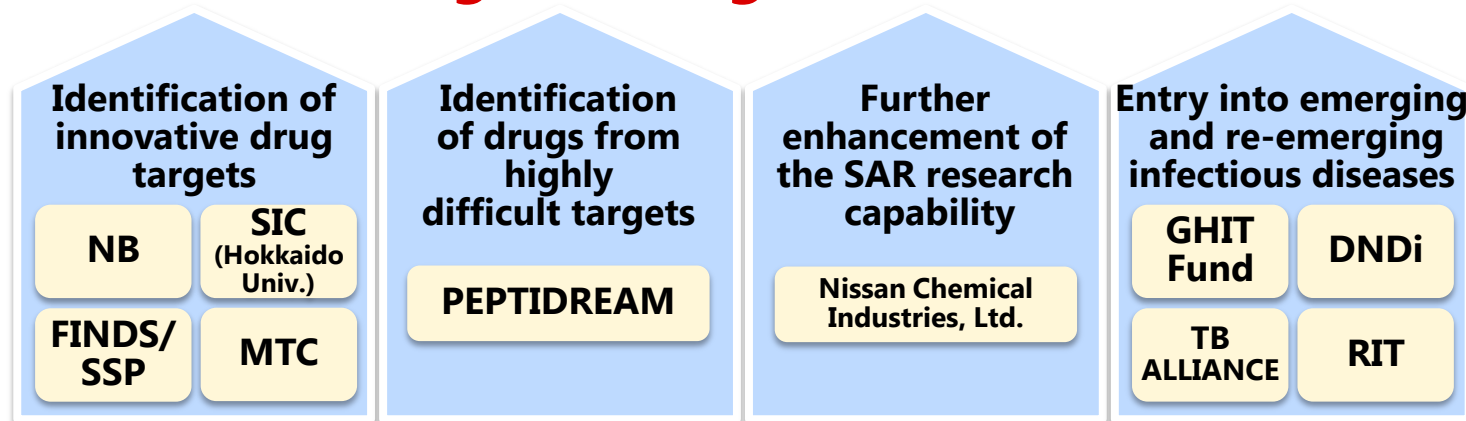 Identification of
innovative drug
targets
NB
SIC
(Hokkaido
Univ.)
FINDS/
SSP
MTC
Identification
of drugs from
highly
difficult targets
PEPTIDREAM
Further
enhancement of
the SAR research
capability
Nissan Chemical
Industries, Ltd.
Entry into emerging
and re-emerging
infectious diseases
GHIT
Fund
DNDi
TB
ALLIANCE
RIT